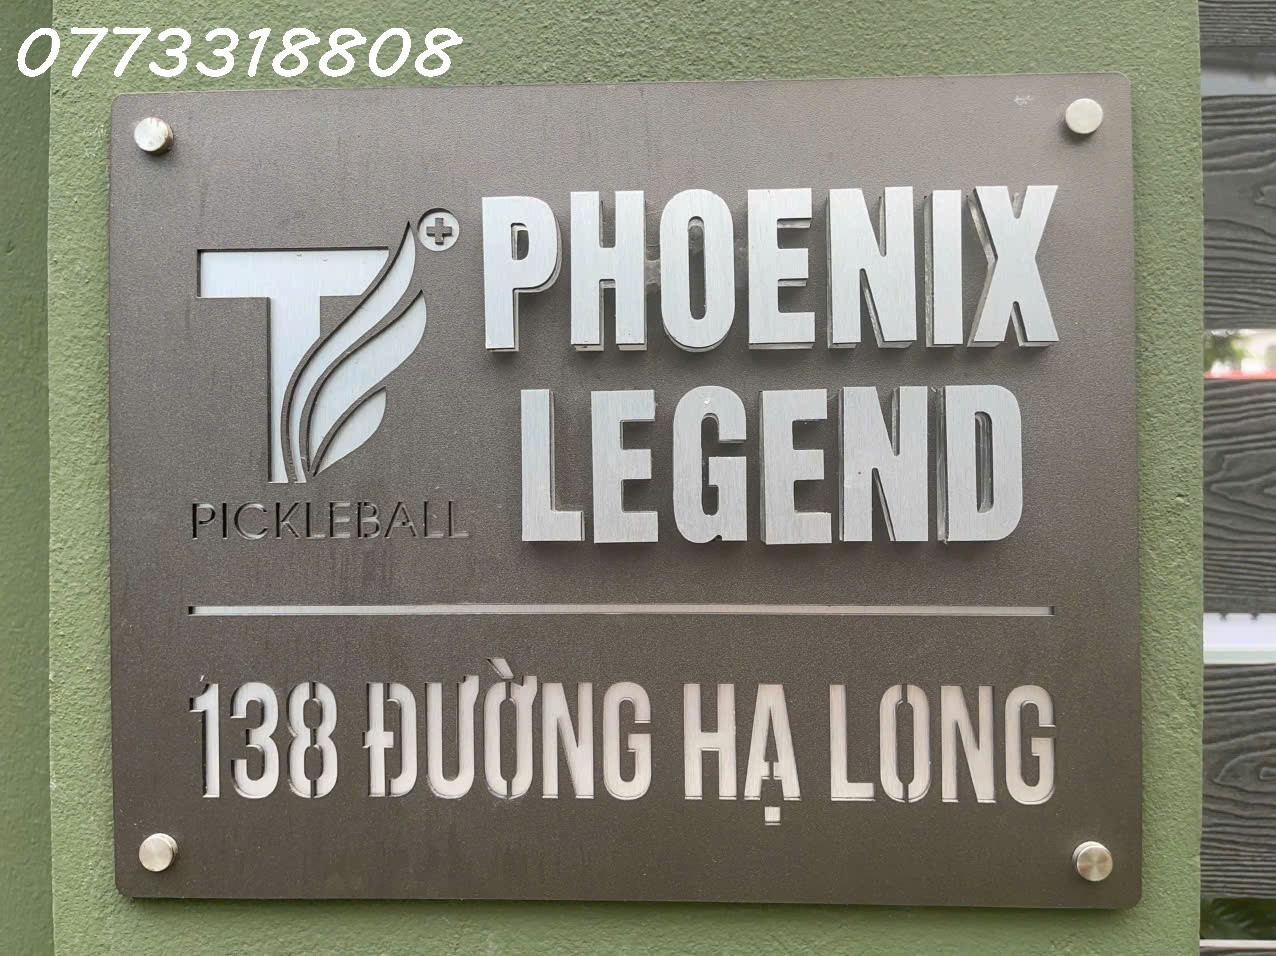 0773318808
PHOENIX
LEGEND
T+
PICKLEBALL
138 ĐƯỜNG HẠ LONG